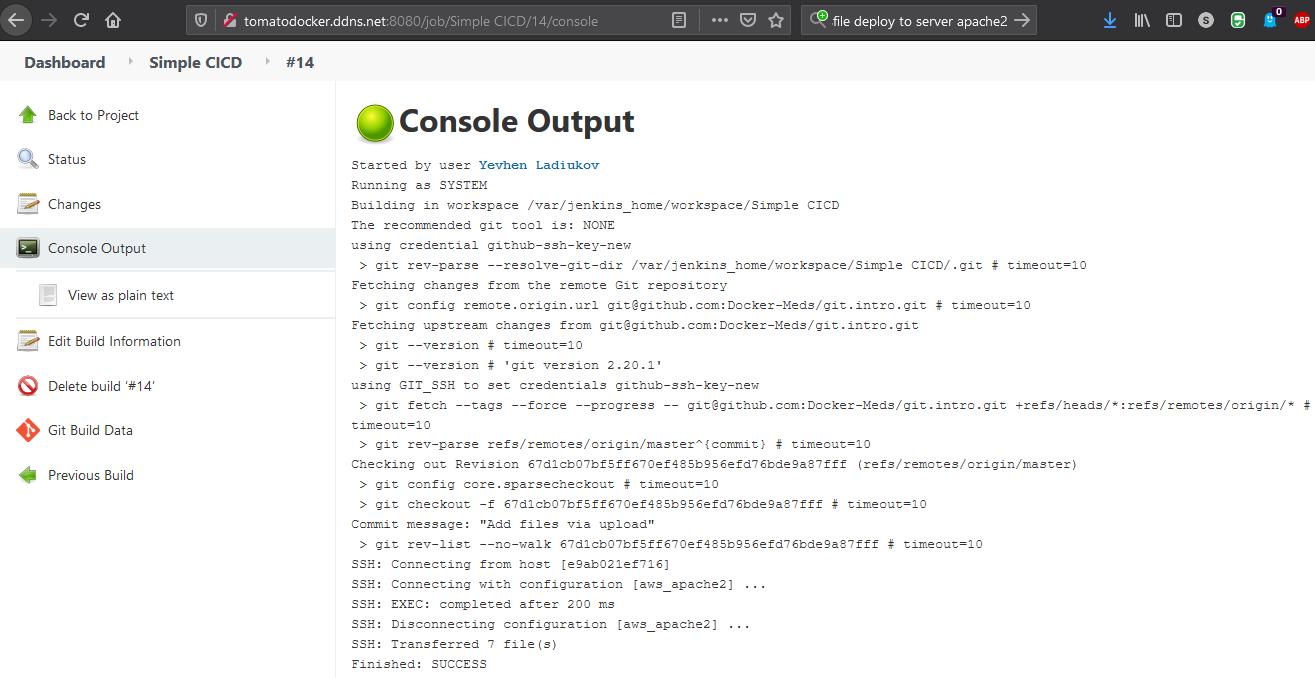 tomatodocker.ddns.net:8080/job/Simple CICD/14/console
file deploy to server apache2
S
0
ABP
Dashboard
Simple CICD
#14
Back to Project
Status
Changes
Console Output
View as plain text
Edit Build Information
Delete build ‘#14’
Git Build Data
Previous Build
Console Output
Started by user Yevhen Ladiukov
Running as SYSTEM
Building in workspace /var/jenkins_home/workspace/Simple CICD
The recommended git tool is: NONE
using credential github-ssh-key-new
 > git rev-parse --resolve-git-dir /var/jenkins_home/workspace/Simple CICD/.git # timeout=10
Fetching changes from the remote Git repository
 > git config remote.origin.url git@github.com:Docker-Meds/git.intro.git # timeout=10
Fetching upstream changes from git@github.com:Docker-Meds/git.intro.git
 > git --version # timeout=10
 > git --version # 'git version 2.20.1'
using GIT_SSH to set credentials github-ssh-key-new
 > git fetch --tags --force --progress -- git@github.com:Docker-Meds/git.intro.git +refs/heads/*:refs/remotes/origin/* #
timeout=10
 > git rev-parse refs/remotes/origin/master^{commit} # timeout=10
Checking out Revision 67d1cb07bf5ff670ef485b956efd76bde9a87fff (refs/remotes/origin/master)
 > git config core.sparsecheckout # timeout=10
 > git checkout -f 67d1cb07bf5ff670ef485b956efd76bde9a87fff # timeout=10
Commit message: "Add files via upload"
 > git rev-list --no-walk 67d1cb07bf5ff670ef485b956efd76bde9a87fff # timeout=10
SSH: Connecting from host [e9ab021ef716]
SSH: Connecting with configuration [aws_apache2] ...
SSH: EXEC: completed after 200 ms
SSH: Disconnecting configuration [aws_apache2] ...
SSH: Transferred 7 file(s)
Finished: SUCCESS